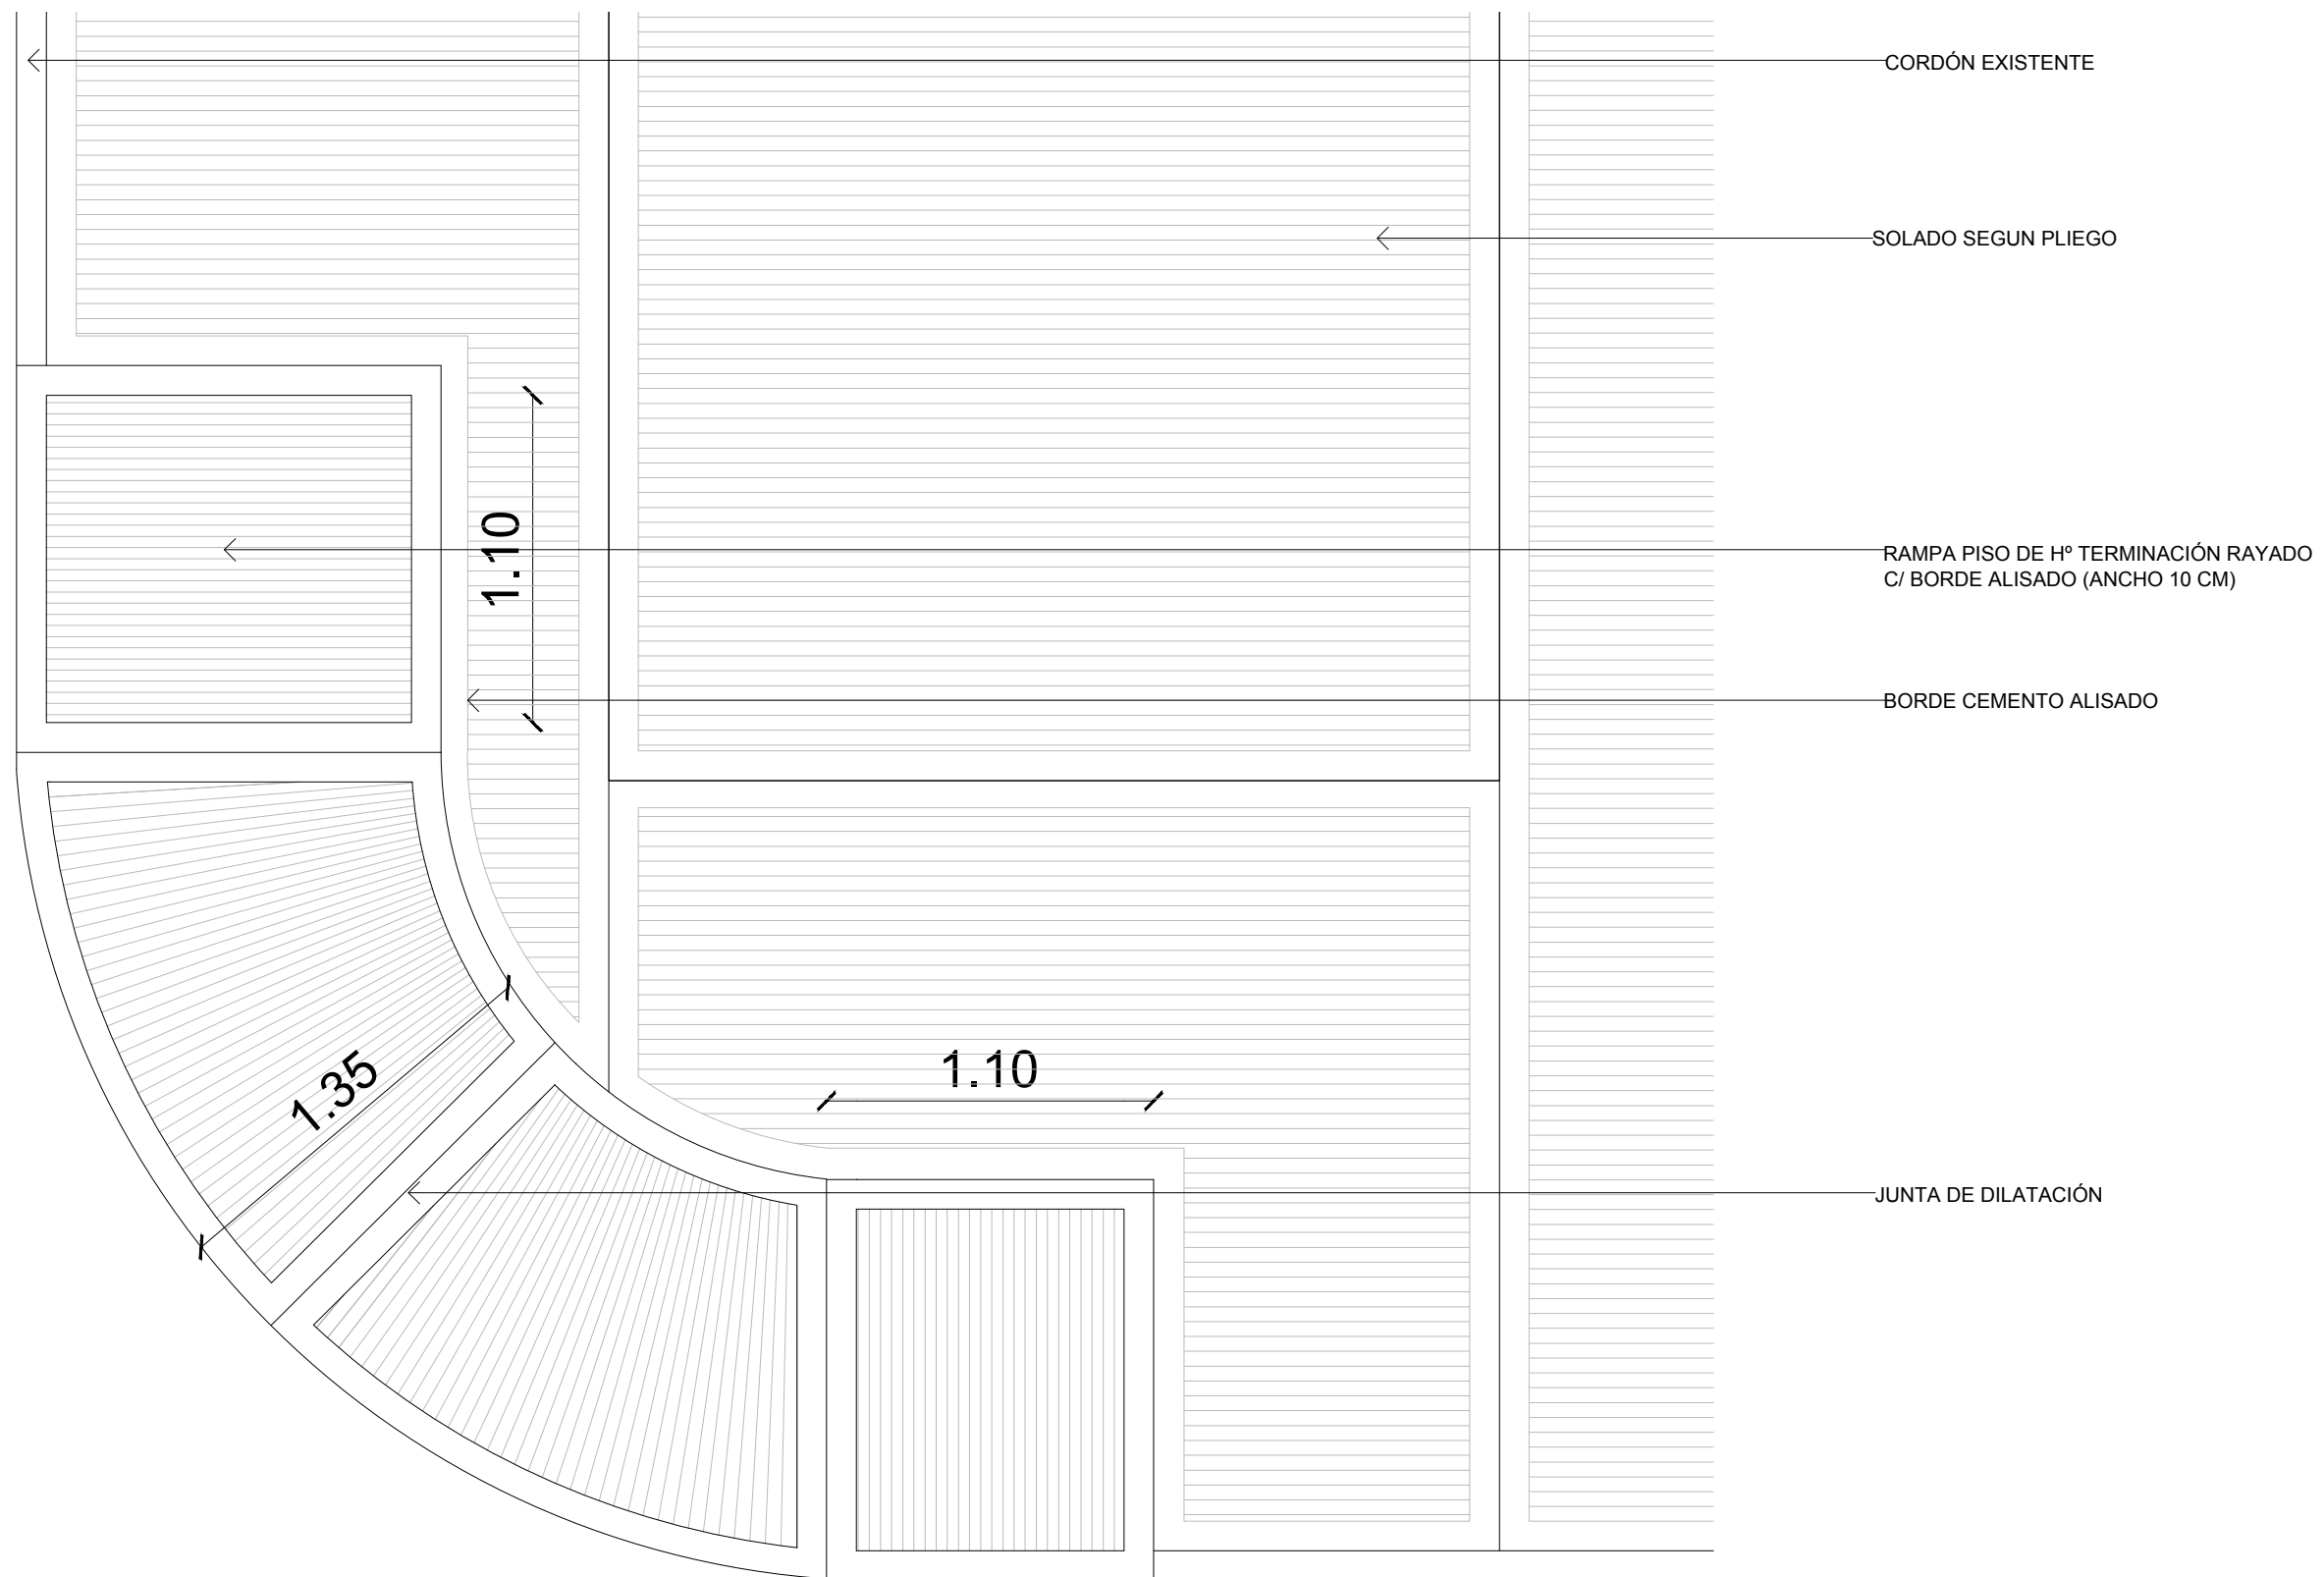 CORDÓN EXISTENTE
SOLADO SEGUN PLIEGO
1.10
RAMPA PISO DE Hº TERMINACIÓN RAYADO
C/ BORDE ALISADO (ANCHO 10 CM)
BORDE CEMENTO ALISADO
1.35
1.10
JUNTA DE DILATACIÓN